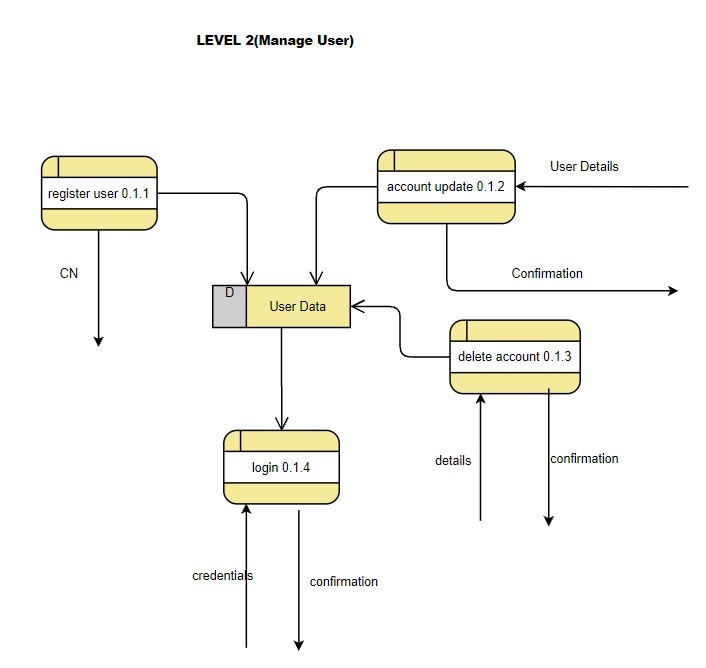 LEVEL 2(Manage User)
register user 0.1.1
account update 0.1.2
User Details
CN
Confirmation
D
User Data
delete account 0.1.3
details
confirmation
login 0.1.4
credentials
confirmation